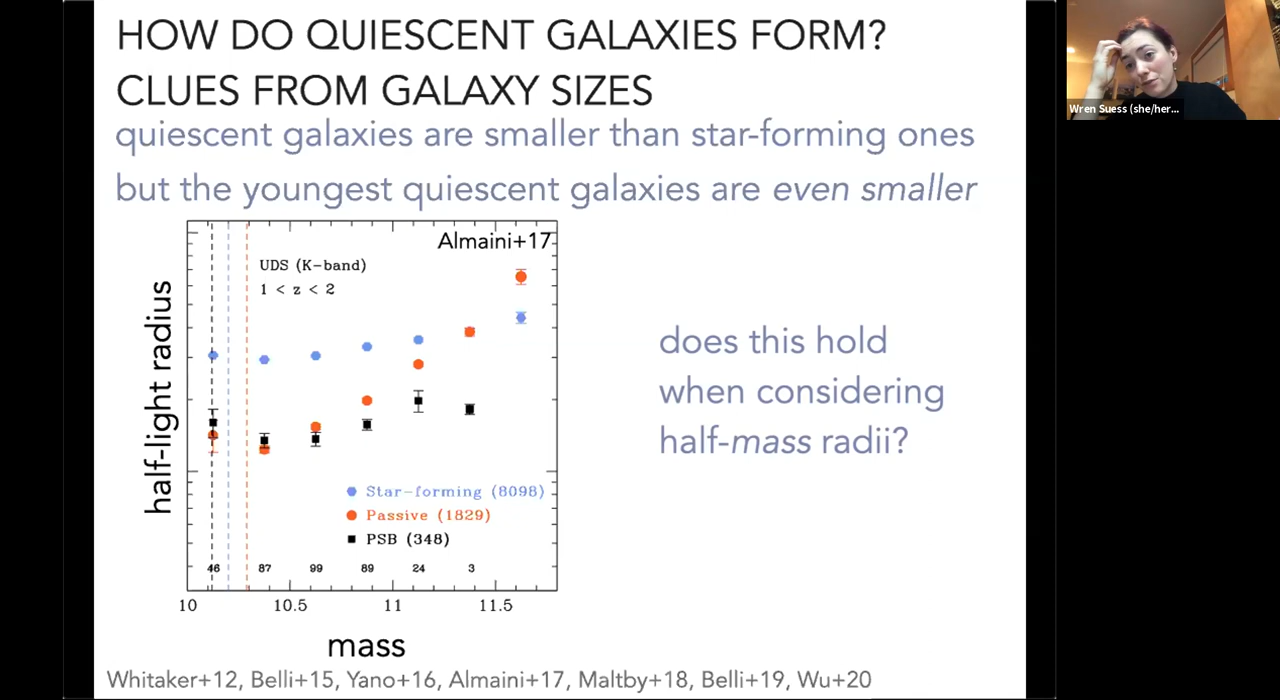 HOW DO QUIESCENT GALAXIES FORM?
CLUES FROM GALAXY SIZES
quiescent galaxies are smaller than star-forming ones
but the youngest quiescent galaxies are even smaller
Almaini+17
UDS (K-band)
1 < z < 2
half-light radius
Star-forming (8098)
Passive (1829)
PSB (348)
46 87 99 89 24 3
10 10.5 11 11.5
mass
does this hold
when considering
half-mass radii?
Whitaker+12, Belli+15, Yano+16, Almaini+17, Maltby+18, Belli+19, Wu+20
Wren Suess (she/her...